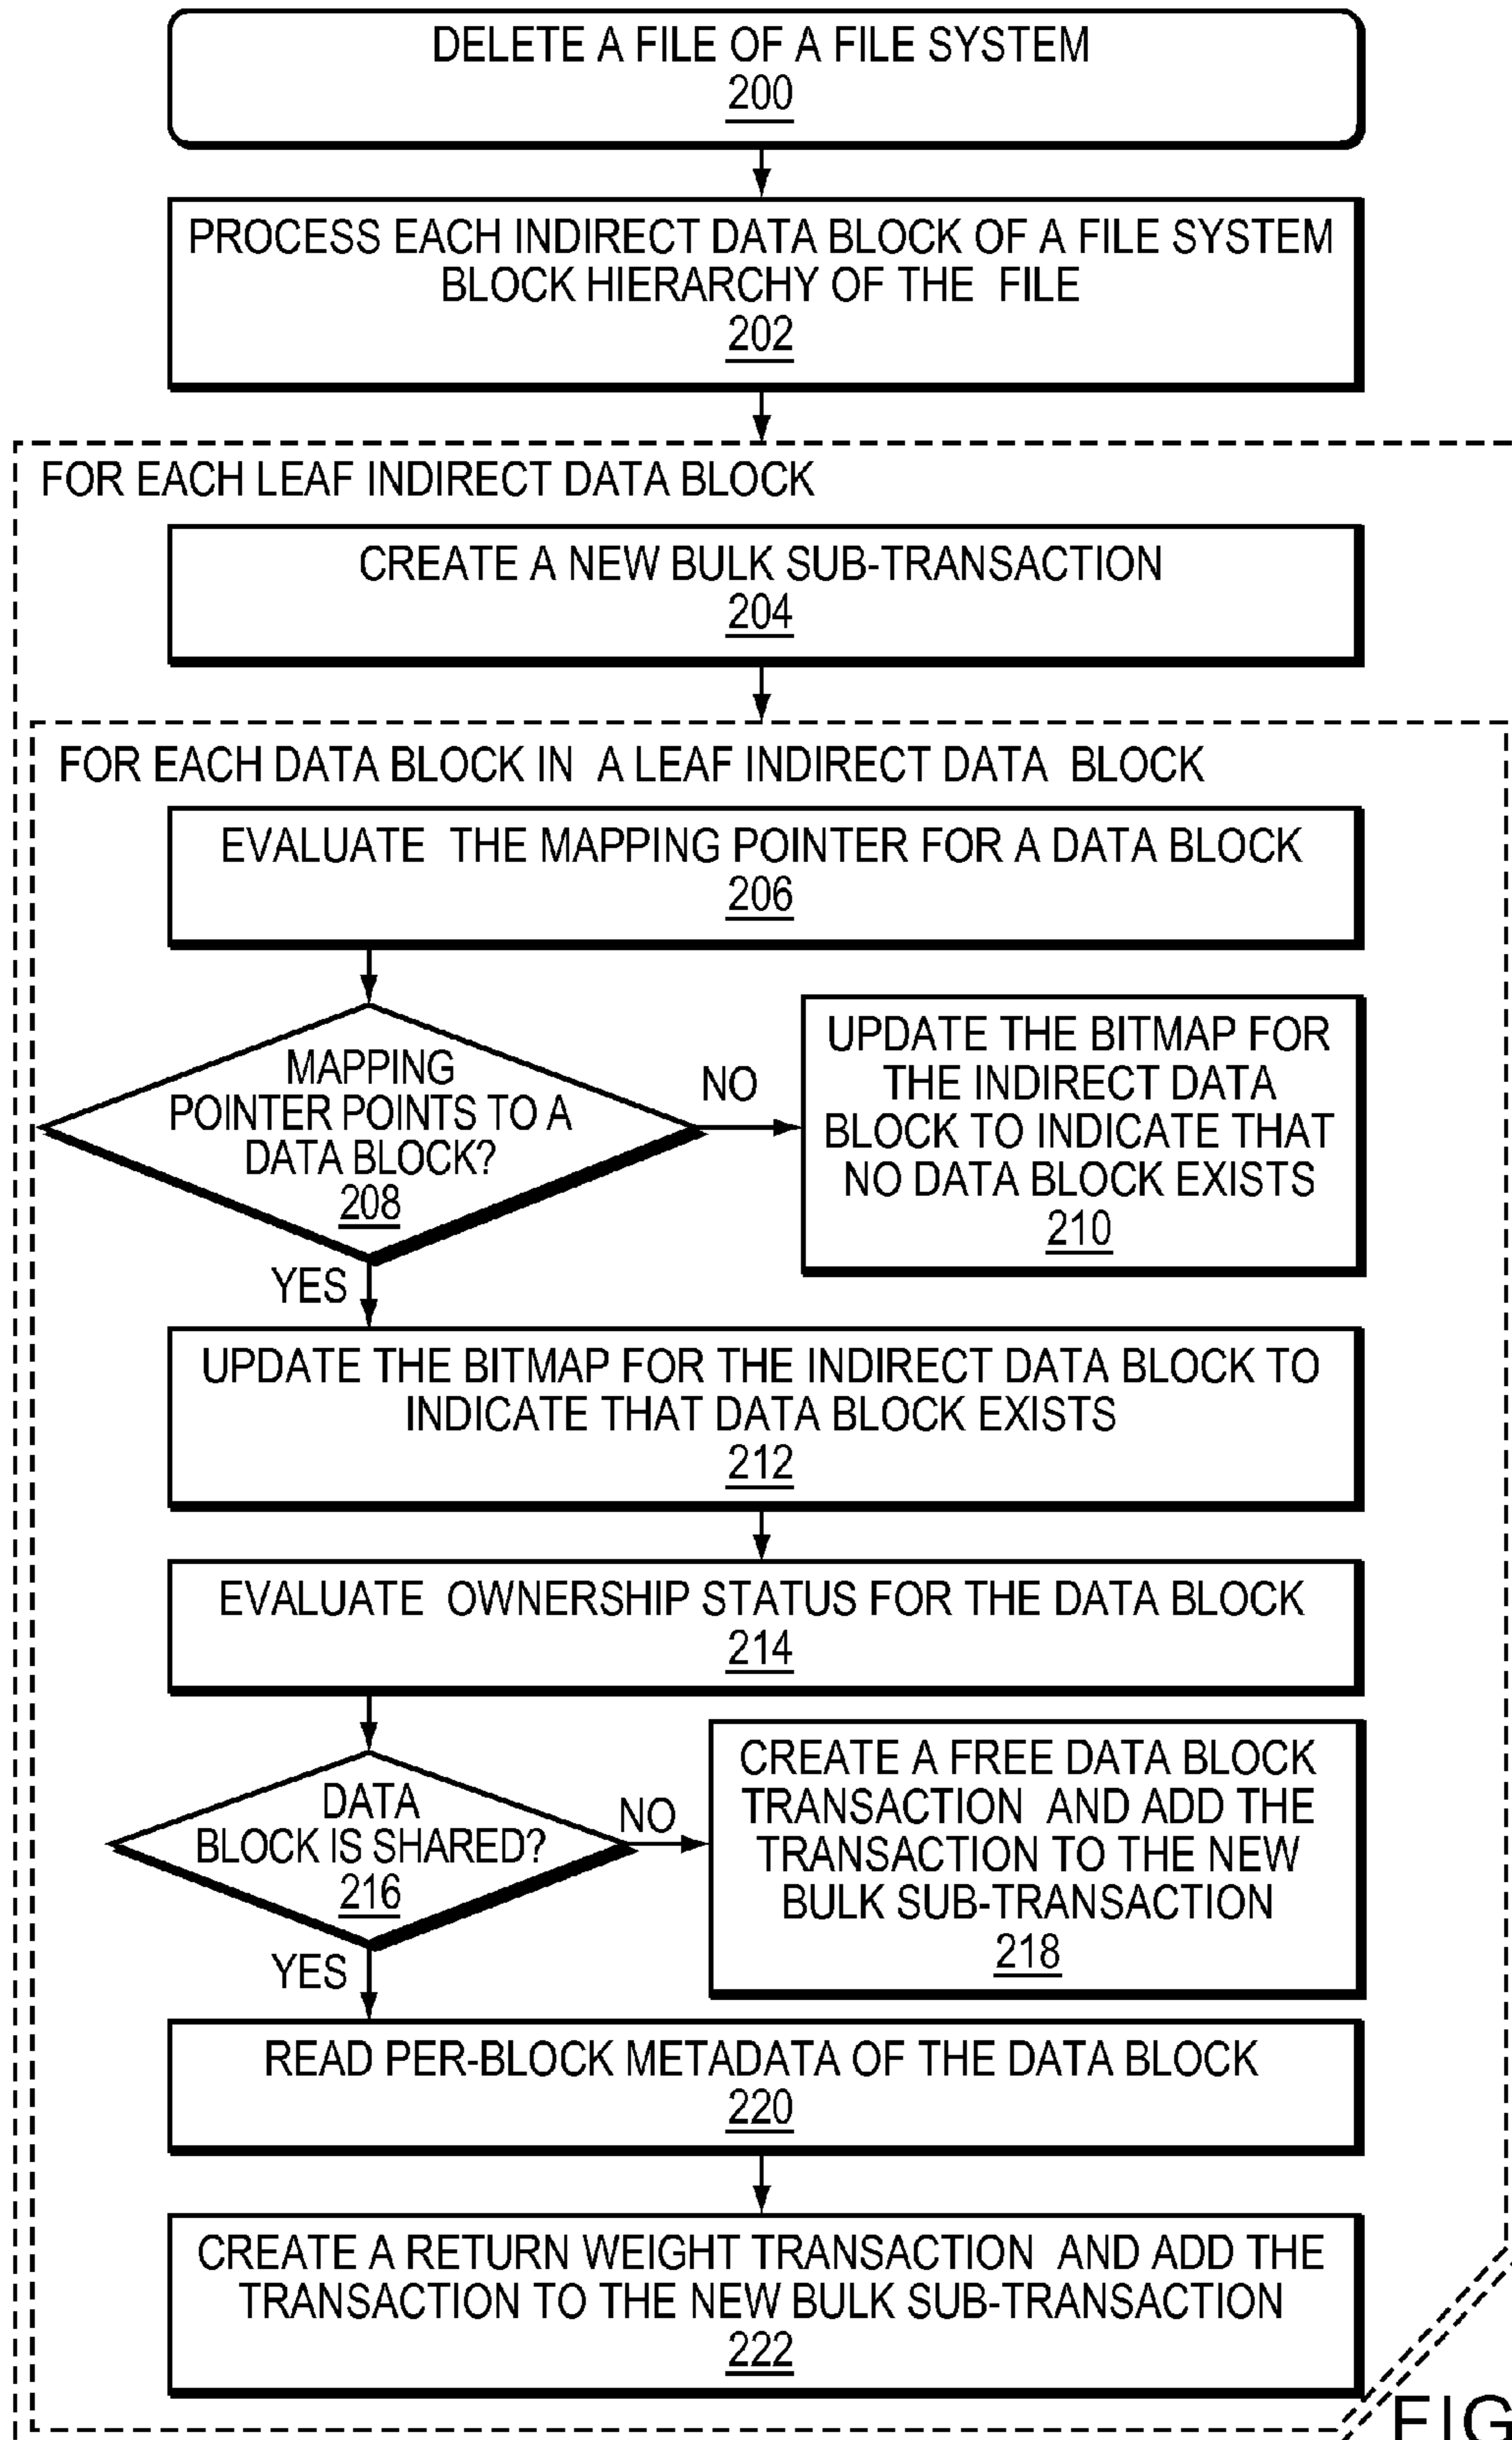 DELETE A FILE OF A FILE SYSTEM
200
PROCESS EACH INDIRECT DATA BLOCK OF A FILE SYSTEM
BLOCK HIERARCHY OF THE FILE
202
FOR EACH LEAF INDIRECT DATA BLOCK
CREATE A NEW BULK SUB-TRANSACTION
204
FOR EACH DATA BLOCK IN A LEAF INDIRECT DATA BLOCK
EVALUATE THE MAPPING POINTER FOR A DATA BLOCK
206
MAPPING
POINTER POINTS TO A
DATA BLOCK?
208
NO
UPDATE THE BITMAP FOR
THE INDIRECT DATA
BLOCK TO INDICATE THAT
NO DATA BLOCK EXISTS
210
YES
UPDATE THE BITMAP FOR THE INDIRECT DATA BLOCK TO
INDICATE THAT DATA BLOCK EXISTS
212
EVALUATE OWNERSHIP STATUS FOR THE DATA BLOCK
214
DATA
BLOCK IS SHARED?
216
NO
CREATE A FREE DATA BLOCK
TRANSACTION AND ADD THE
TRANSACTION TO THE NEW
BULK SUB-TRANSACTION
218
YES
READ PER-BLOCK METADATA OF THE DATA BLOCK
220
CREATE A RETURN WEIGHT TRANSACTION AND ADD THE
TRANSACTION TO THE NEW BULK SUB-TRANSACTION
222
FIG